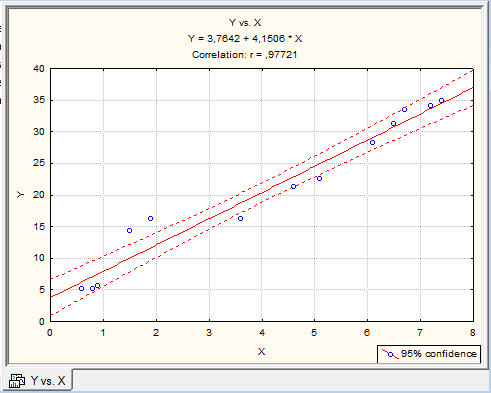 Y vs. X
Y = 3,7642 + 4,1506 * X
Correlation: r = ,97721
40
35
30
25
20
15
10
5
0
Y
0 1 2 3 4 5 6 7 8
X
95% confidence
Y vs. X